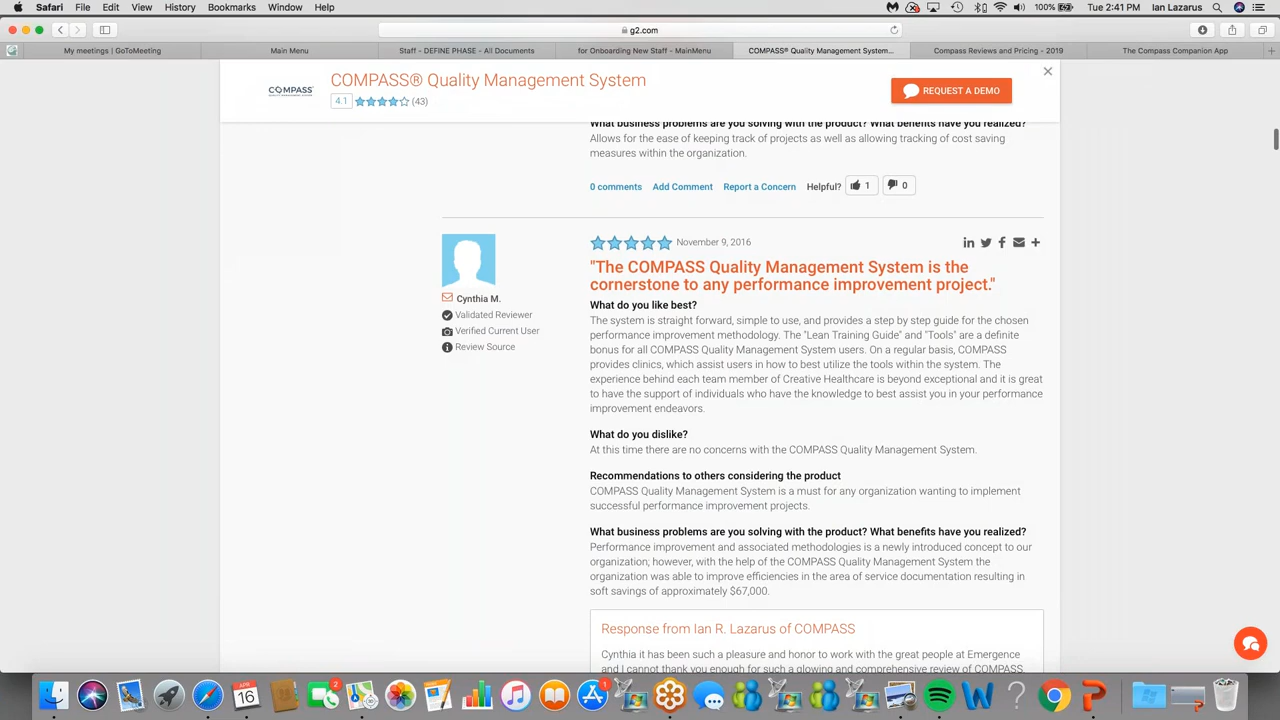 Safari File Edit View History Bookmarks Window Help
100% Tue 2:41 PM Ian Lazarus
g2.com
My meetings | GoToMeeting Main Menu Staff - DEFINE PHASE - All Documents for Onboarding New Staff - MainMenu COMPASS® Quality Management System... Compass Reviews and Pricing - 2019 The Compass Companion App
COMPASS
COMPASS® Quality Management System
4.1 (43)
REQUEST A DEMO
What business problems are you solving with the product? What benefits have you realized?
Allows for the ease of keeping track of projects as well as allowing tracking of cost saving
measures within the organization.
0 comments Add Comment Report a Concern Helpful? 1 0
November 9, 2016
"The COMPASS Quality Management System is the
cornerstone to any performance improvement project."
Cynthia M.
Validated Reviewer
Verified Current User
Review Source
What do you like best?
The system is straight forward, simple to use, and provides a step by step guide for the chosen
performance improvement methodology. The "Lean Training Guide" and "Tools" are a definite
bonus for all COMPASS Quality Management System users. On a regular basis, COMPASS
provides clinics, which assist users in how to best utilize the tools within the system. The
experience behind each team member of Creative Healthcare is beyond exceptional and it is great
to have the support of individuals who have the knowledge to best assist you in your performance
improvement endeavors.
What do you dislike?
At this time there are no concerns with the COMPASS Quality Management System.
Recommendations to others considering the product
COMPASS Quality Management System is a must for any organization wanting to implement
successful performance improvement projects.
What business problems are you solving with the product? What benefits have you realized?
Performance improvement and associated methodologies is a newly introduced concept to our
organization; however, with the help of the COMPASS Quality Management System the
organization was able to improve efficiencies in the area of service documentation resulting in
soft savings of approximately $67,000.
Response from Ian R. Lazarus of COMPASS
Cynthia it has been such a pleasure and honor to work with the great people at Emergence
and I cannot thank you enough for such a glowing and comprehensive review of COMPASS.
16
2
1